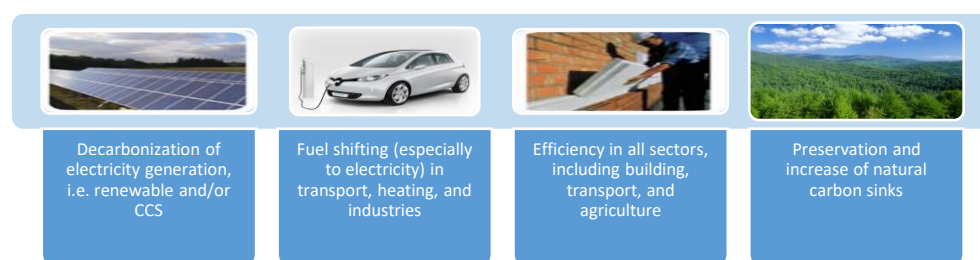 Decarbonization of
electricity generation,
i.e. renewable and/or
CCS
Fuel shifting (especially
to electricity) in
transport, heating, and
industries
Efficiency in all sectors,
including building,
transport, and
agriculture
Preservation and
increase of natural
carbon sinks